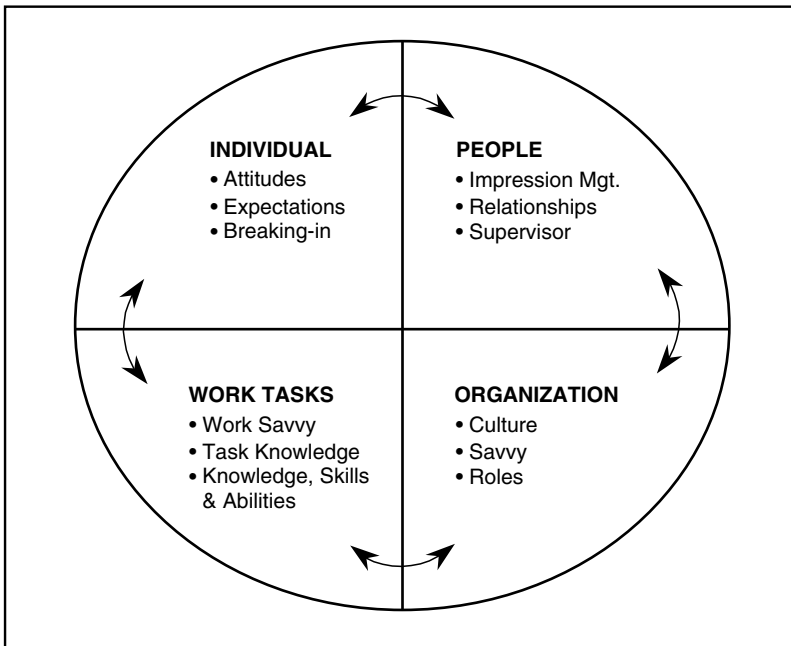 INDIVIDUAL
• Attitudes
• Expectations
• Breaking-in
PEOPLE
• Impression Mgt.
• Relationships
• Supervisor
WORK TASKS
• Work Savvy
• Task Knowledge
• Knowledge, Skills
& Abilities
ORGANIZATION
• Culture
• Savvy
• Roles